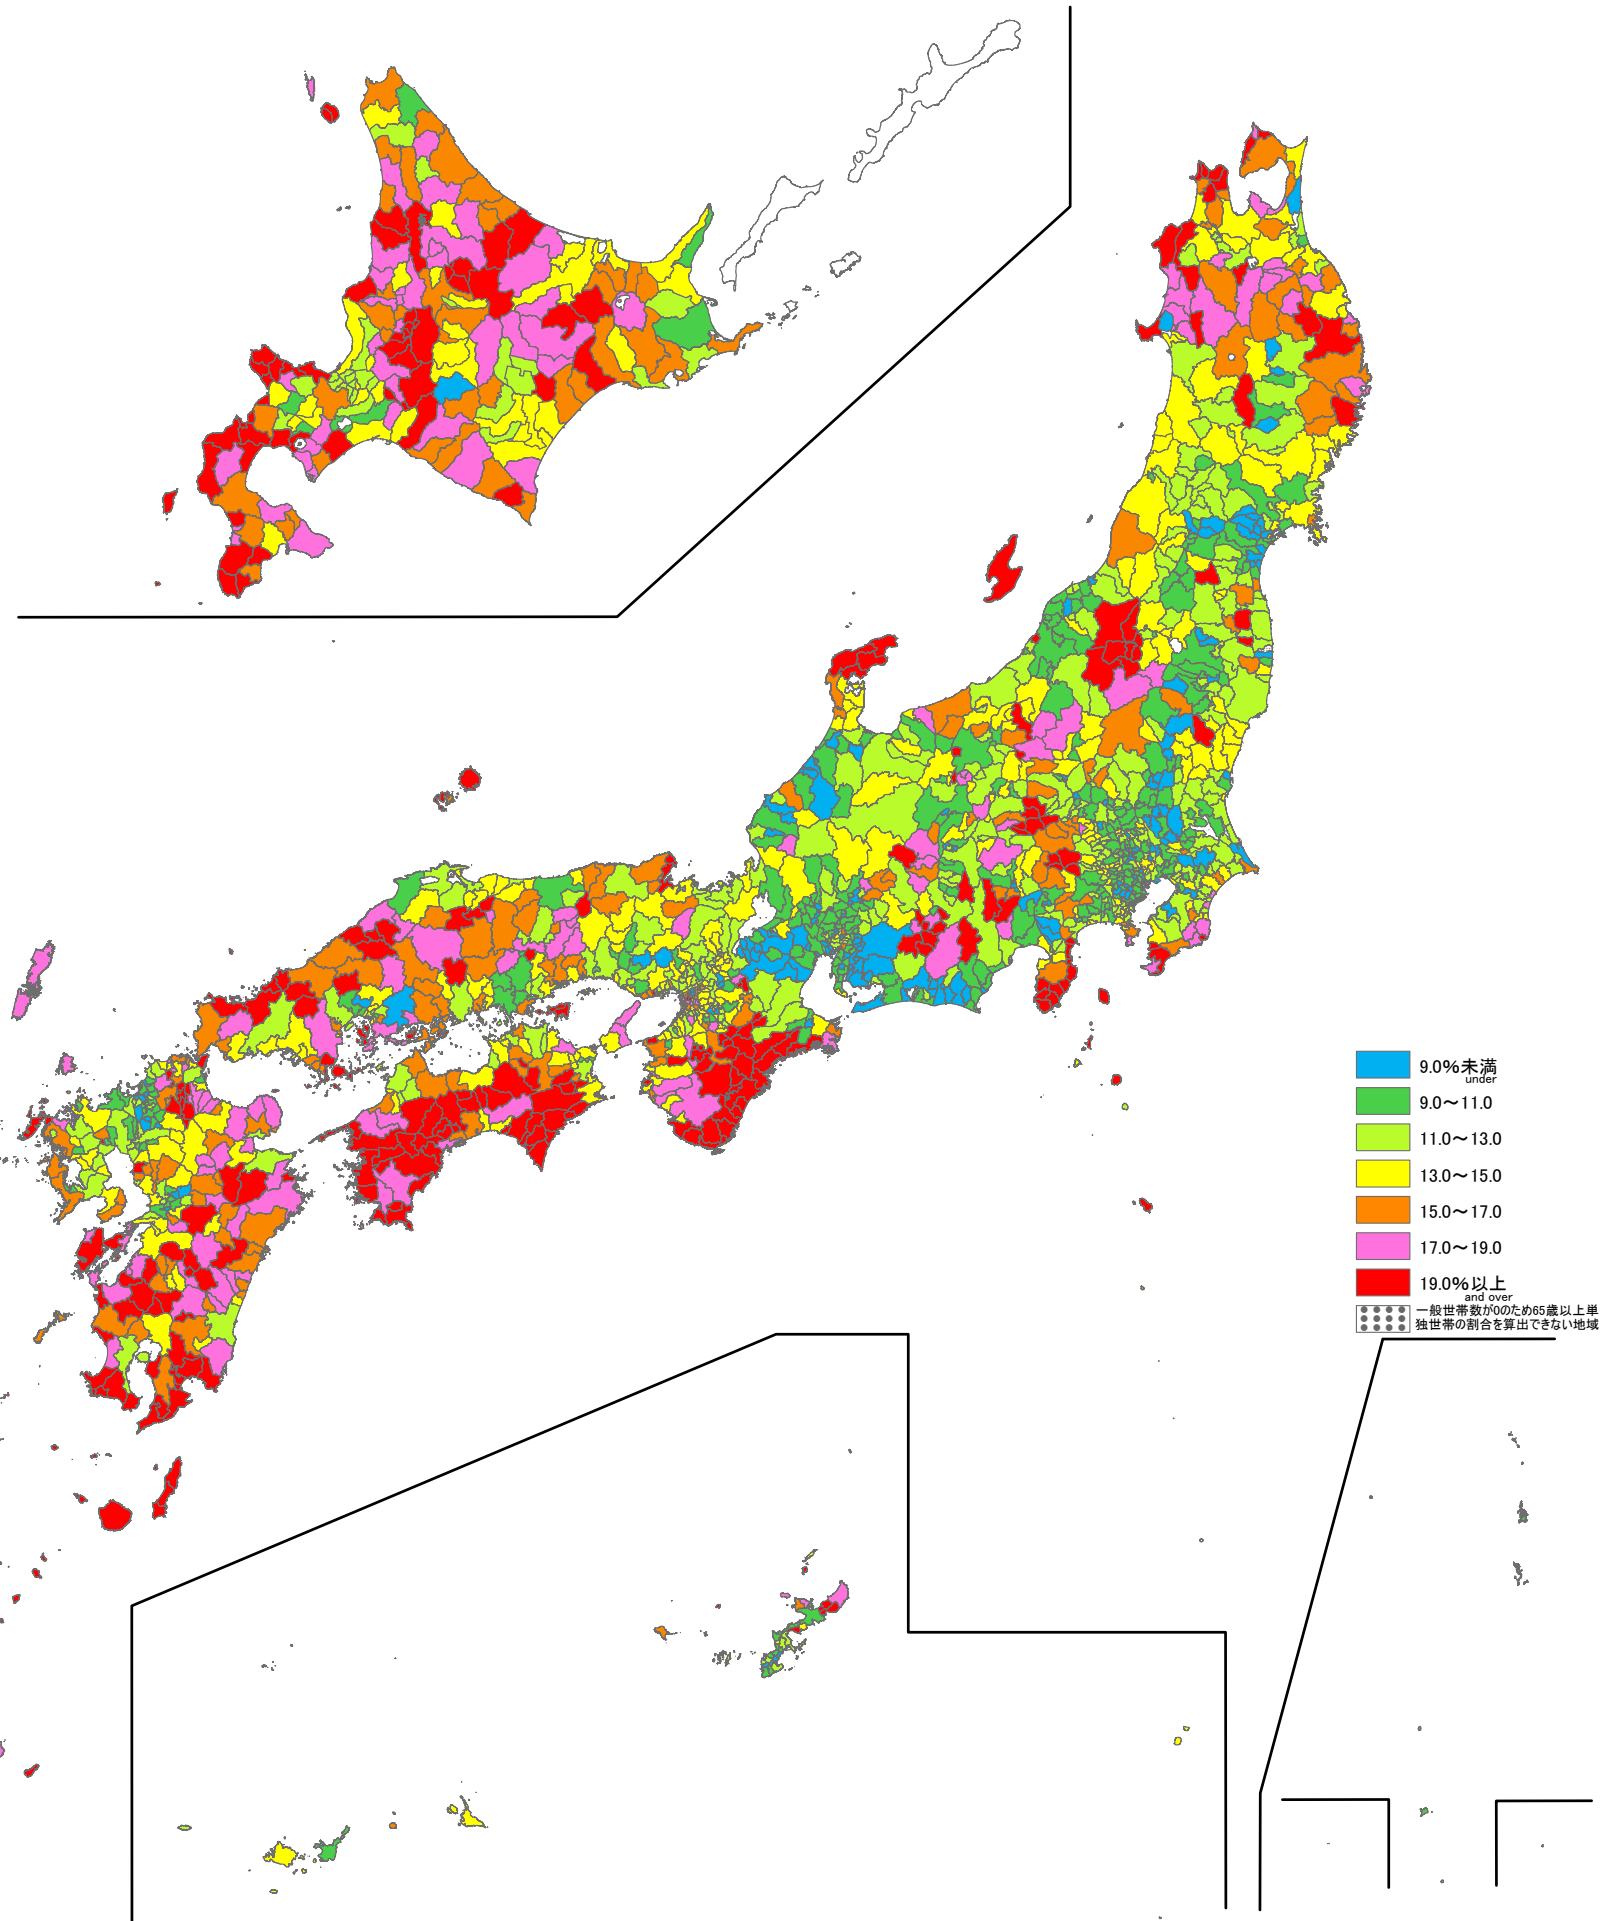 9.0%未満
under
9.0～11.0
11.0～13.0
13.0～15.0
15.0～17.0
17.0～19.0
19.0%以上
and over
一般世帯数が0のため65歳以上単
独世帯の割合を算出できない地域